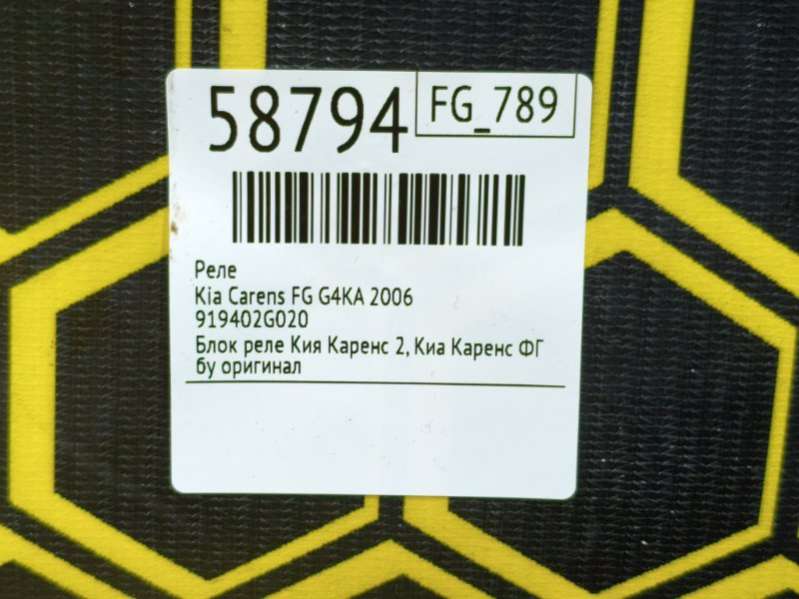 58794
FG_789
Реле
Kia Carens FG G4KA 2006
919402G020
Блок реле Кия Каренс 2, Киа Каренс ФГ
бу оригинал